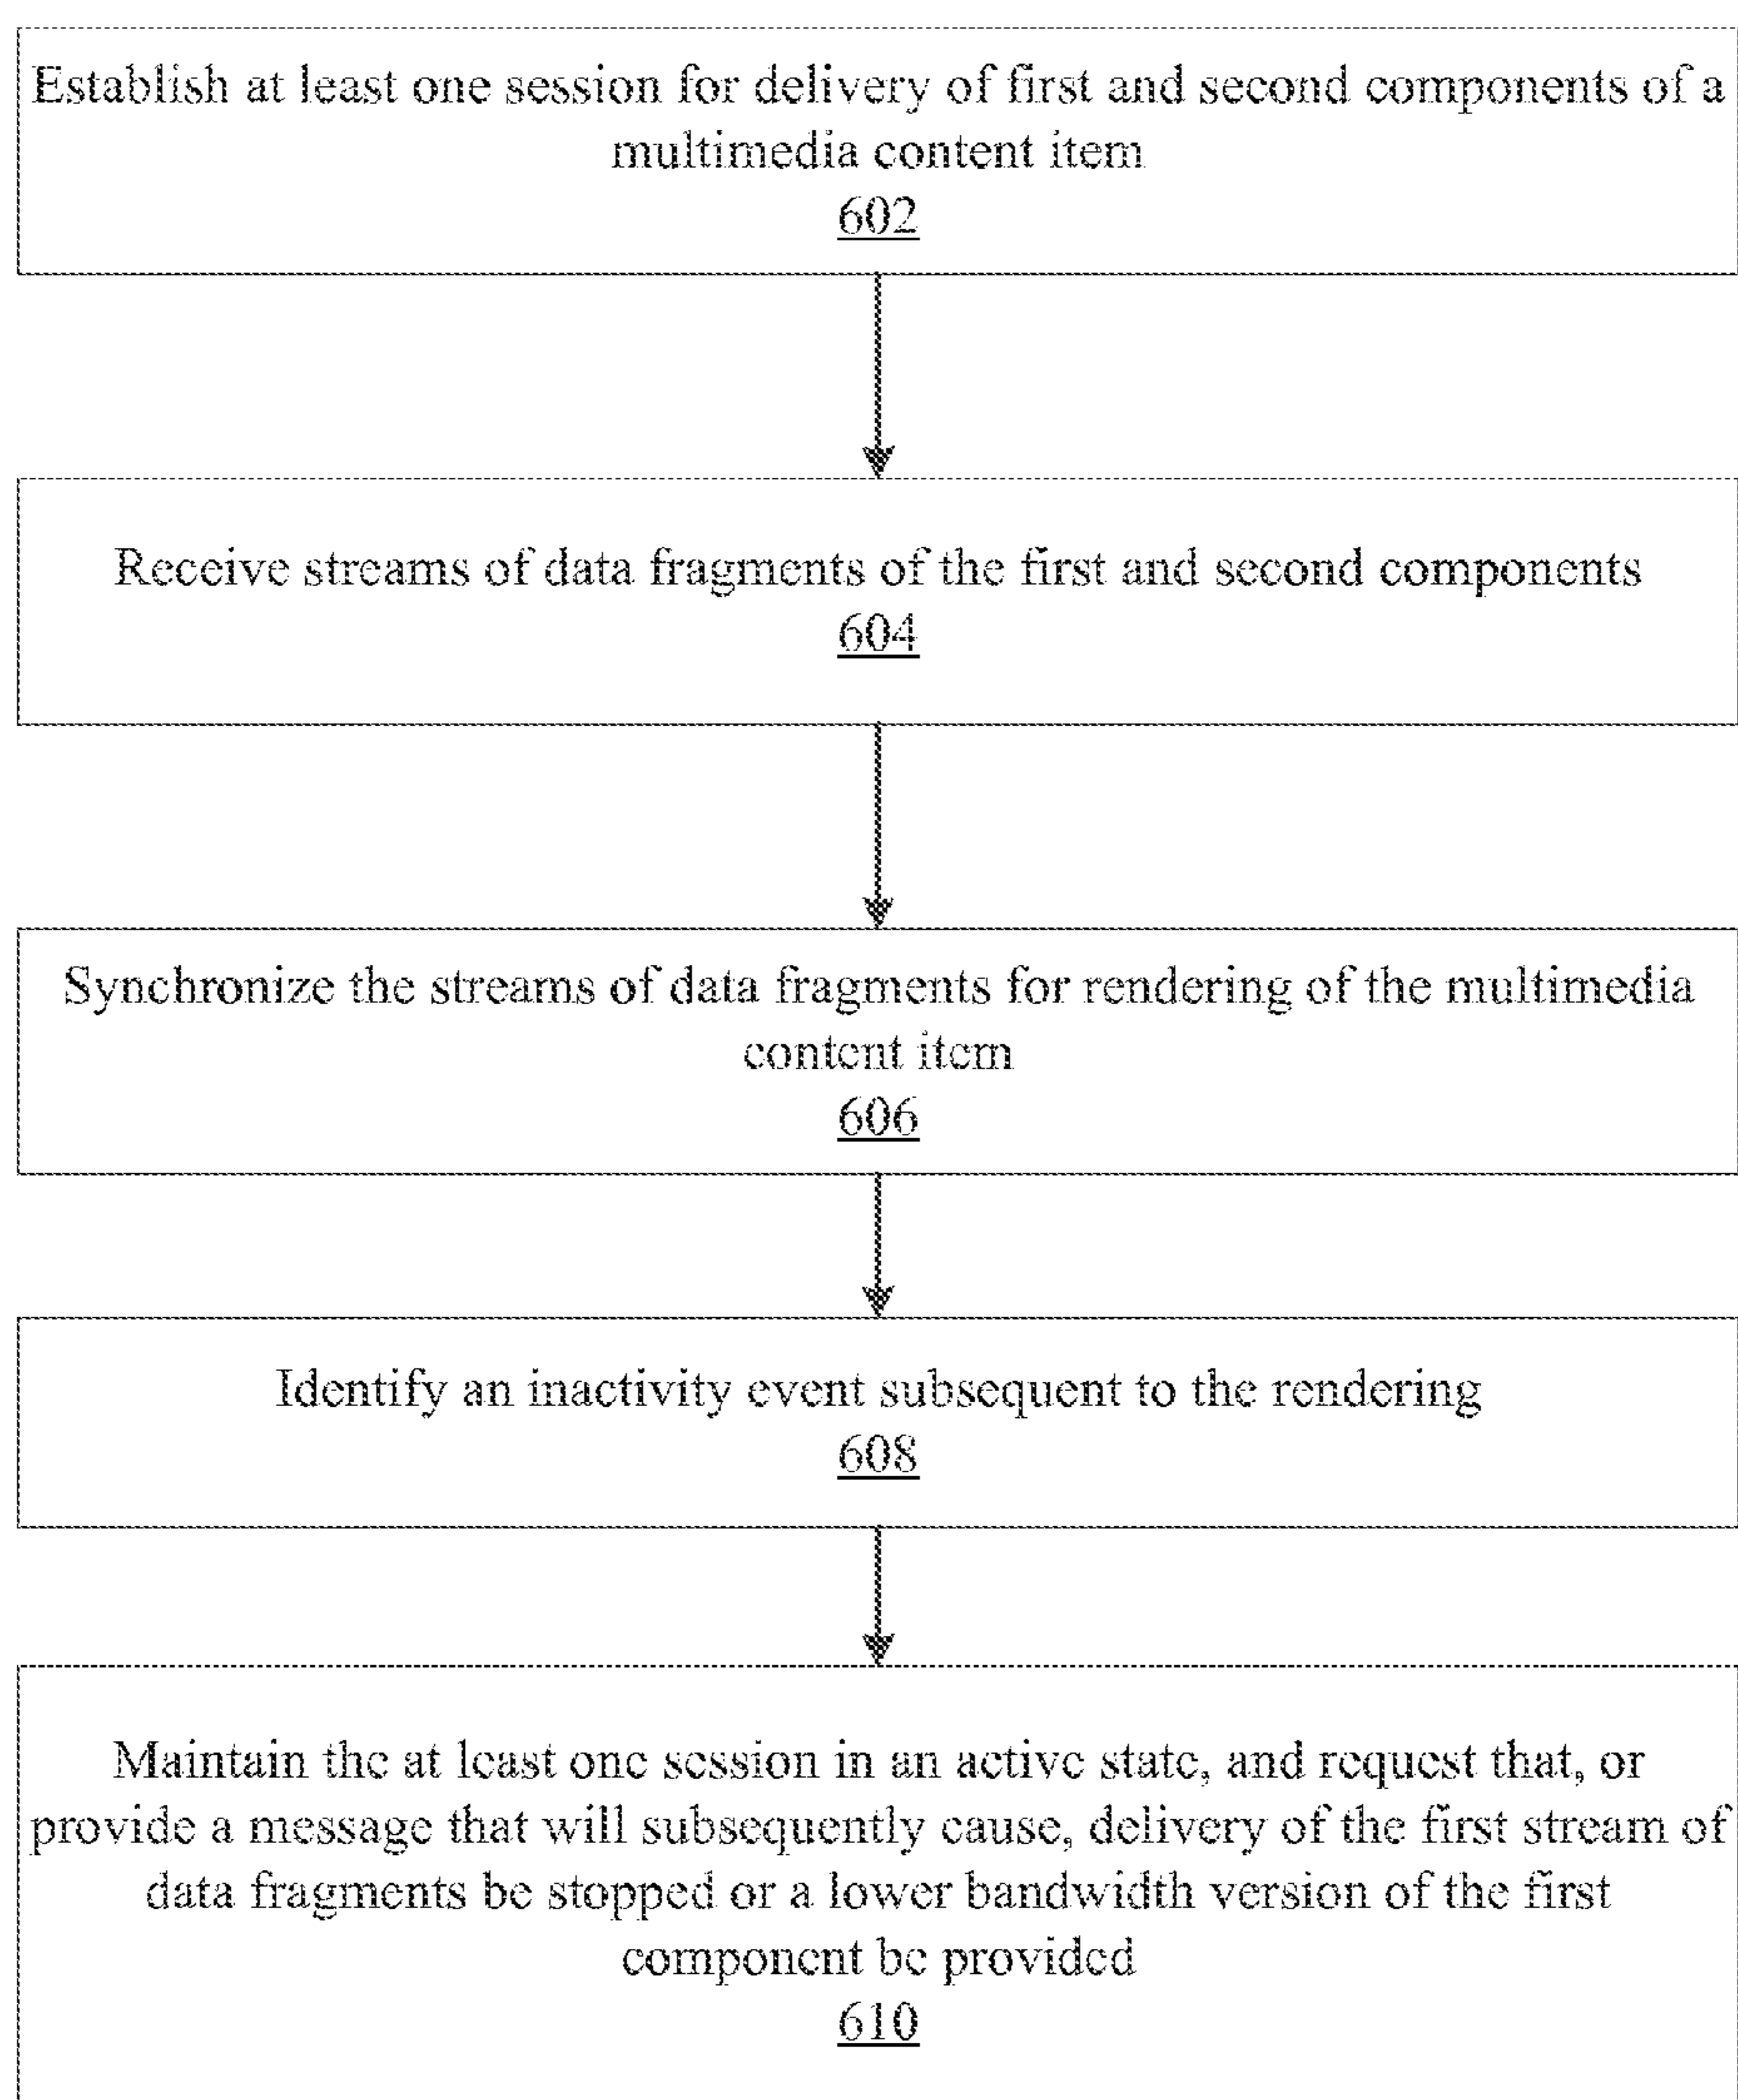 Establish at least one session for delivery of first and second components of a
multimedia content item
602
Receive streams of data fragments of the first and second components
604
Synchronize the streams of data fragments for rendering of the multimedia
content item
606
Identify an inactivity event subsequent to the rendering
608
Maintain the at least one session in an active state, and request that, or
provide a message that will subsequently cause, delivery of the first stream of
data fragments be stopped or a lower bandwidth version of the first
component be provided
610